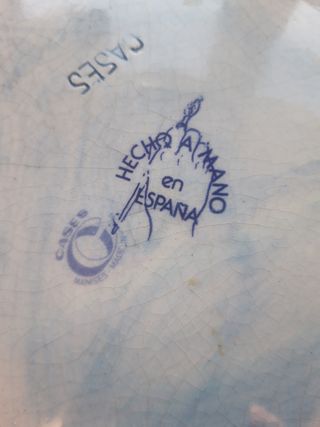 CASES
HECHO A MANO
en
ESPAÑA
CASES
MANISES